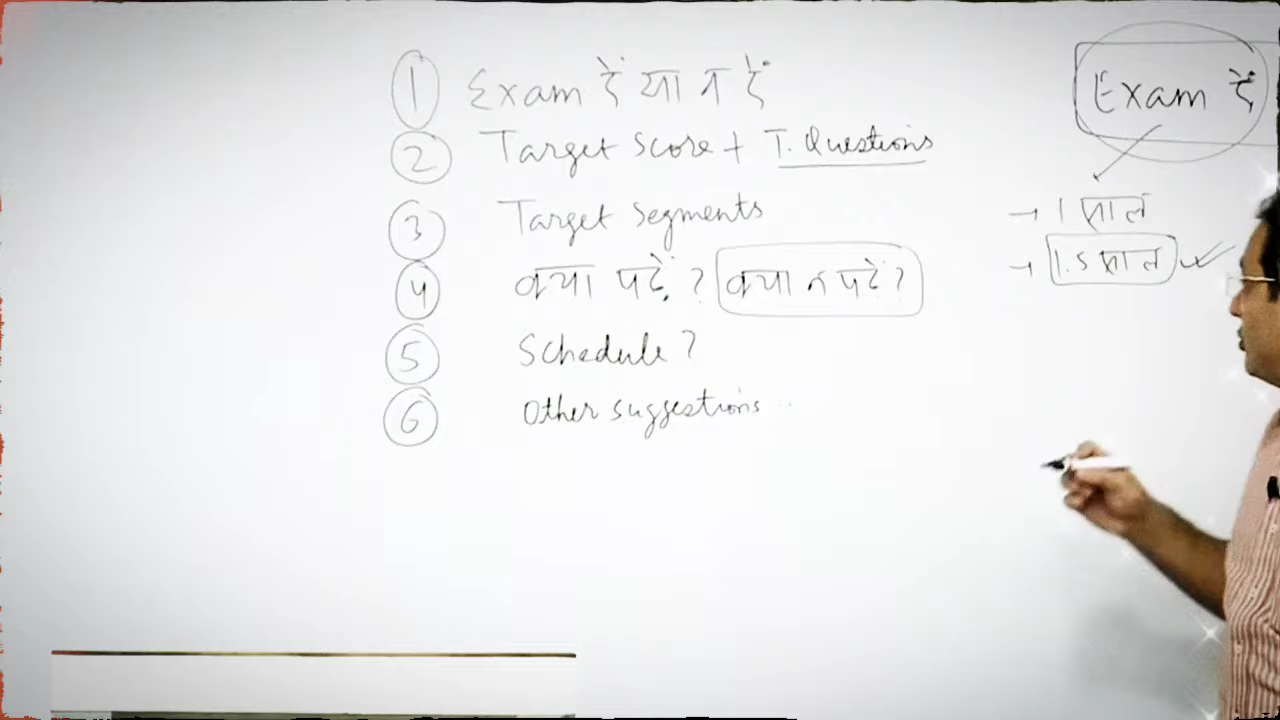 1 Exam दें या न दें
2 Target Score + T. Questions
3 Target Segments
4 क्या पढ़ें ? क्या न पढें ?
5 Schedule ?
6 Other suggestions ..
Exam दें
→ 1 साल
→ 1.5 साल ✓